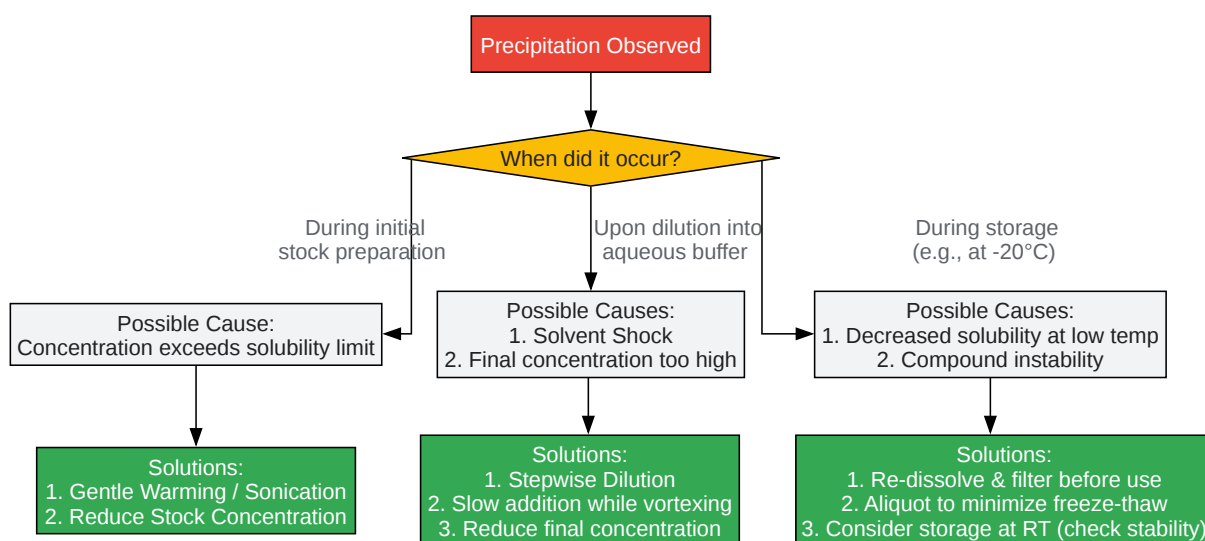 Precipitation Observed
When did it occur?
During initial
stock preparation
Upon dilution into
aqueous buffer
During storage
(e.g., at -20°C)
Possible Cause:
Concentration exceeds solubility limit
Possible Causes:
1. Solvent Shock
2. Final concentration too high
Possible Causes:
1. Decreased solubility at low temp
2. Compound instability
Solutions:
1. Gentle Warming / Sonication
2. Reduce Stock Concentration
Solutions:
1. Stepwise Dilution
2. Slow addition while vortexing
3. Reduce final concentration
Solutions:
1. Re-dissolve & filter before use
2. Aliquot to minimize freeze-thaw
3. Consider storage at RT (check stability)